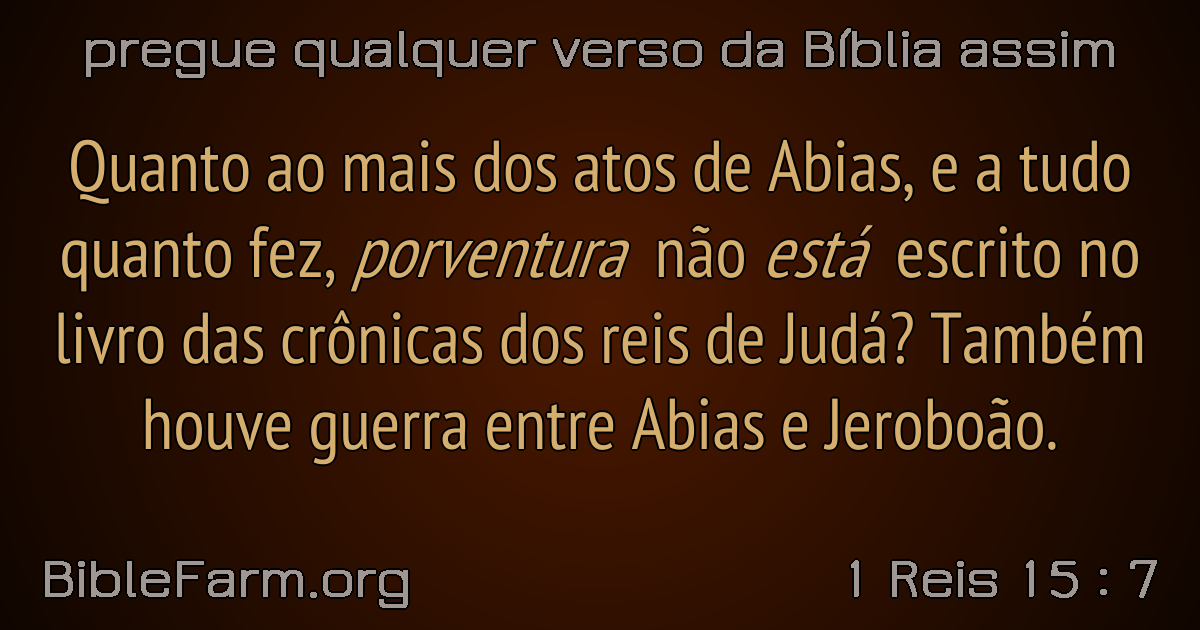 pregue qualquer verso da Bíblia assim
Quanto ao mais dos atos de Abias, e a tudo
quanto fez, porventura não está escrito no
livro das crônicas dos reis de Judá? Também
houve guerra entre Abias e Jeroboão.
BibleFarm.org
1 Reis 15 : 7